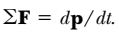 ΣF = dp/dt.